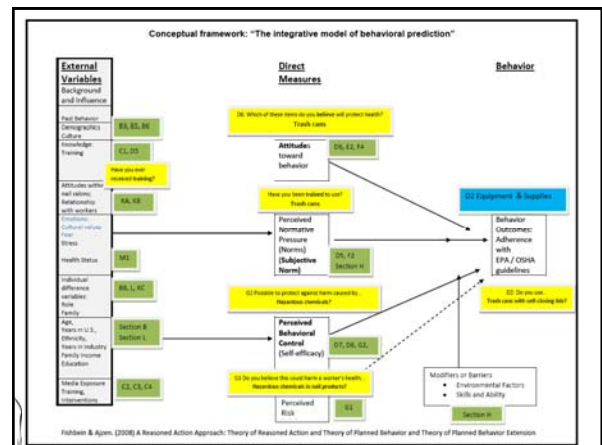 Conceptual framework: "The integrative model of behavioral prediction"
External
Variables
Background
and Influence
Past Behavior
Demographics
Culture
B3, B5, B6
Knowledge:
Training
C1, D5
Have you ever
received training?
Attitudes within
nail salons;
Relationship
with workers
KA, KB
Emotions:
Cultural values
Fear
Stress
Health Status
M1
Individual
difference
variables:
Role
Family
B6, L, KC
Age,
Years in U.S.,
Ethnicity,
Years in Industry
Family Income
Education
Section B
Section L
Media Exposure
Training,
Interventions
C2, C3, C4
Direct
Measures
D6. Which of these items do you believe will protect health?
Trash cans
Attitudes
toward
behavior
D6, E2, F4
Have you been trained to use?
Trash cans
Perceived
Normative
Pressure
(Norms)
(Subjective
Norm)
D5, F2
Section H
G2 Possible to protect against harm caused by...
Hazardous chemicals?
Perceived
Behavioral
Control
(Self-efficacy)
D7, D8, G2,
G1 Do you believe this could harm a worker's health...
Hazardous chemicals in nail products?
Perceived
Risk
G1
Behavior
D2 Equipment & Supplies
Behavior
Outcomes:
Adherence
with
EPA / OSHA
guidelines
D2. Do you use...
Trash cans with self-closing lids?
Modifiers or Barriers
• Environmental Factors
• Skills and Ability
Section H
Fishbein & Ajzen. (2008) A Reasoned Action Approach: Theory of Reasoned Action and Theory of Planned Behavior and Theory of Planned Behavior Extension